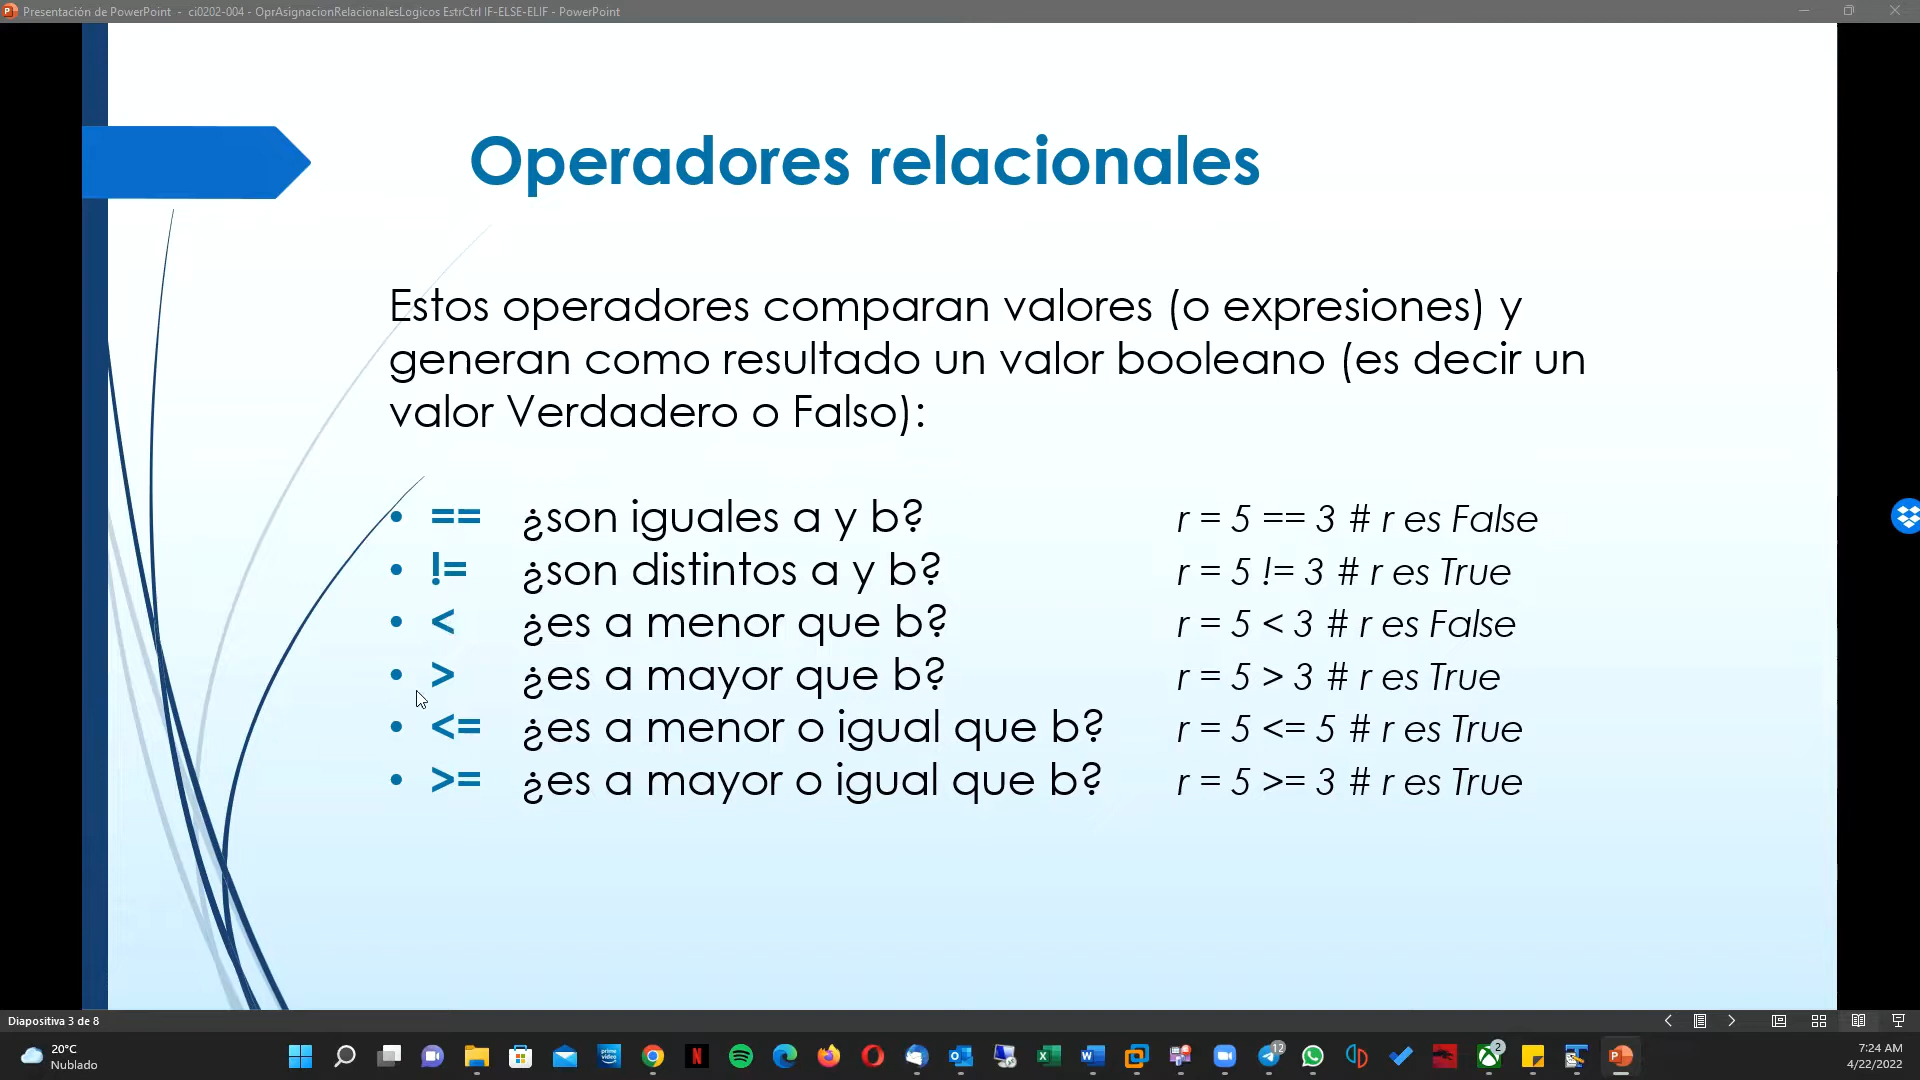 Presentación de PowerPoint - ci0202-004 - OprAsignacionRelacionalesLogicos EstrCtrl IF-ELSE-ELIF - PowerPoint
Operadores relacionales
Estos operadores comparan valores (o expresiones) y
generan como resultado un valor booleano (es decir un
valor Verdadero o Falso):
• == ¿son iguales a y b? r = 5 == 3 # r es False
• != ¿son distintos a y b? r = 5 != 3 # r es True
• < ¿es a menor que b? r = 5 < 3 # r es False
• > ¿es a mayor que b? r = 5 > 3 # r es True
• <= ¿es a menor o igual que b? r = 5 <= 5 # r es True
• >= ¿es a mayor o igual que b? r = 5 >= 3 # r es True
Diapositiva 3 de 8
20°C
Nublado
prime video
12
2
7:24 AM
4/22/2022